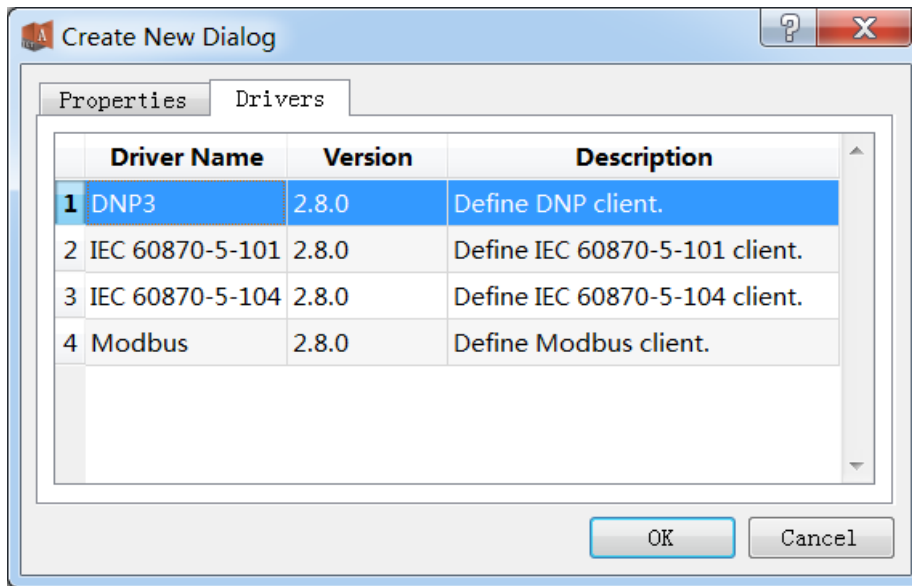 Create New Dialog
Properties Drivers
Driver Name Version Description
1 DNP3 2.8.0 Define DNP client.
2 IEC 60870-5-101 2.8.0 Define IEC 60870-5-101 client.
3 IEC 60870-5-104 2.8.0 Define IEC 60870-5-104 client.
4 Modbus 2.8.0 Define Modbus client.
OK Cancel